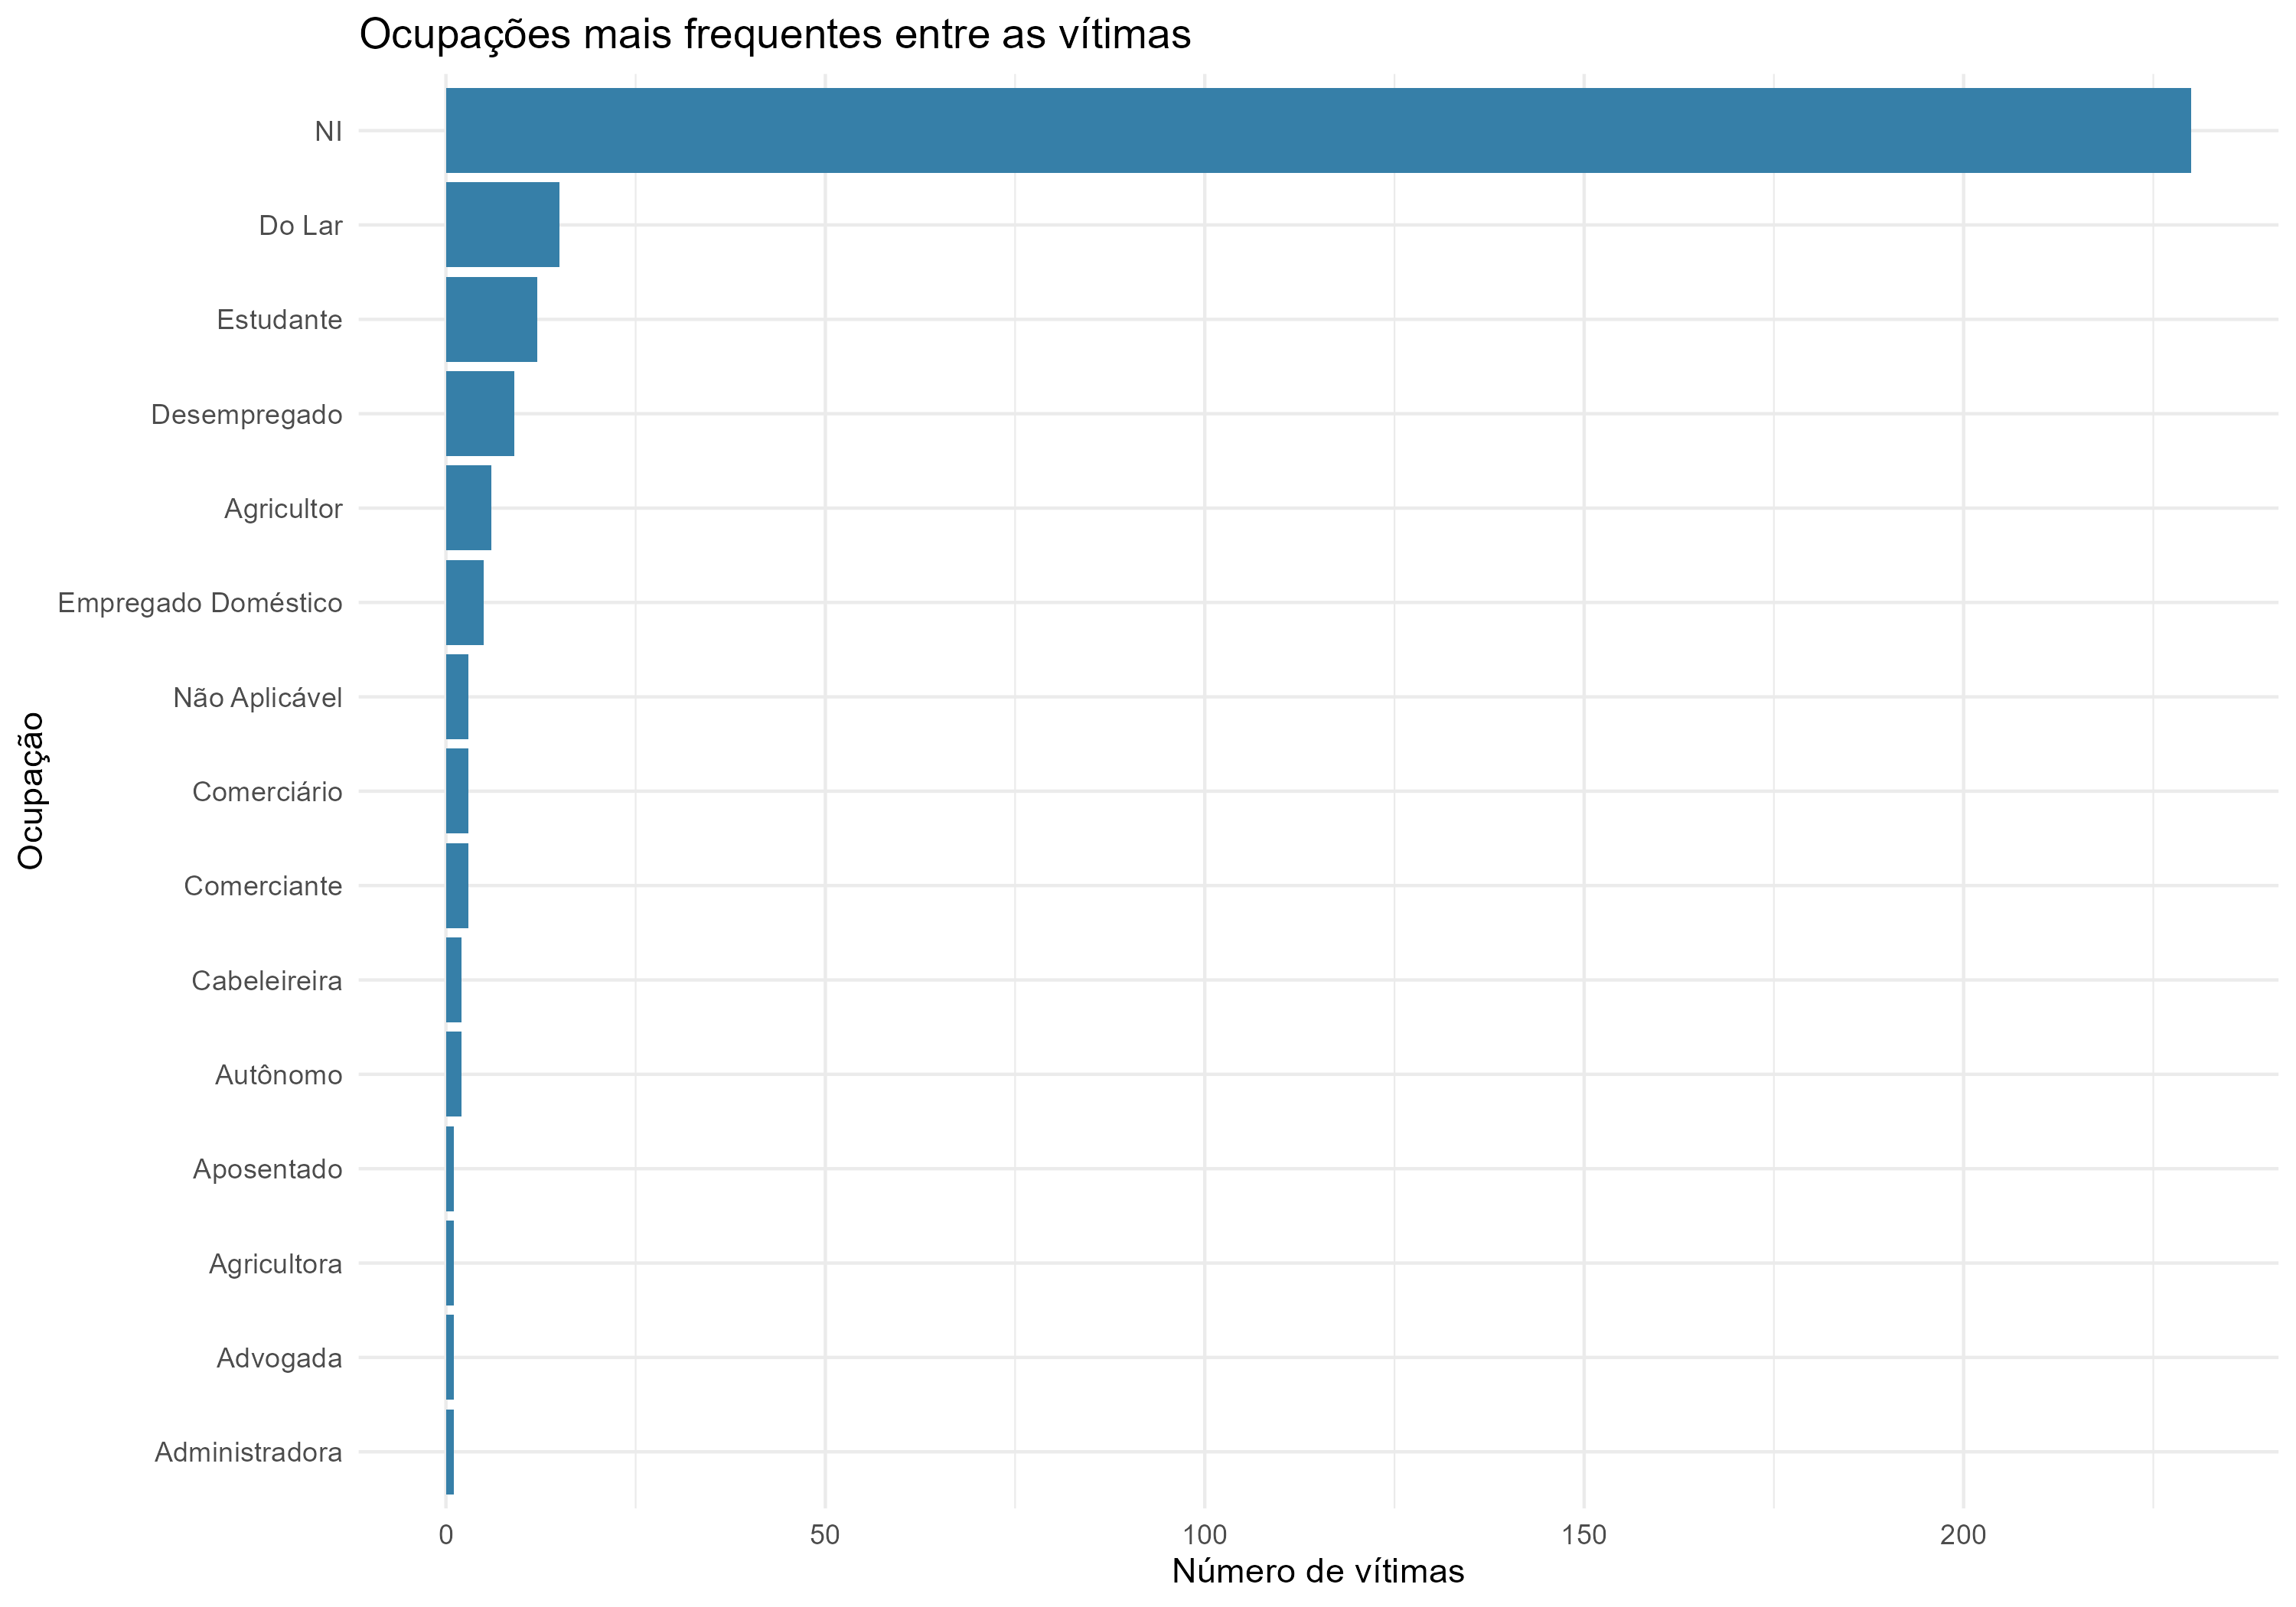 Ocupações mais frequentes entre as vítimas
NI
Do Lar
Estudante
Desempregado
Agricultor
Empregado Doméstico
Não Aplicável
Comerciário
Comerciante
Cabeleireira
Autônomo
Aposentado
Agricultora
Advogada
Administradora
Ocupação
0 50 100 150 200
Número de vítimas